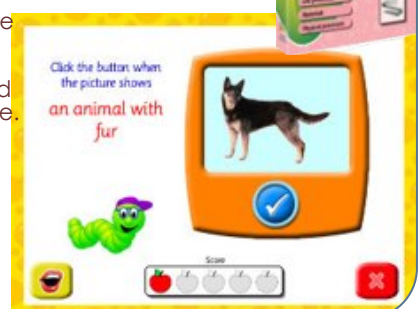 e
d
e.
Click the button when
the picture shows
an animal with
fur
Score